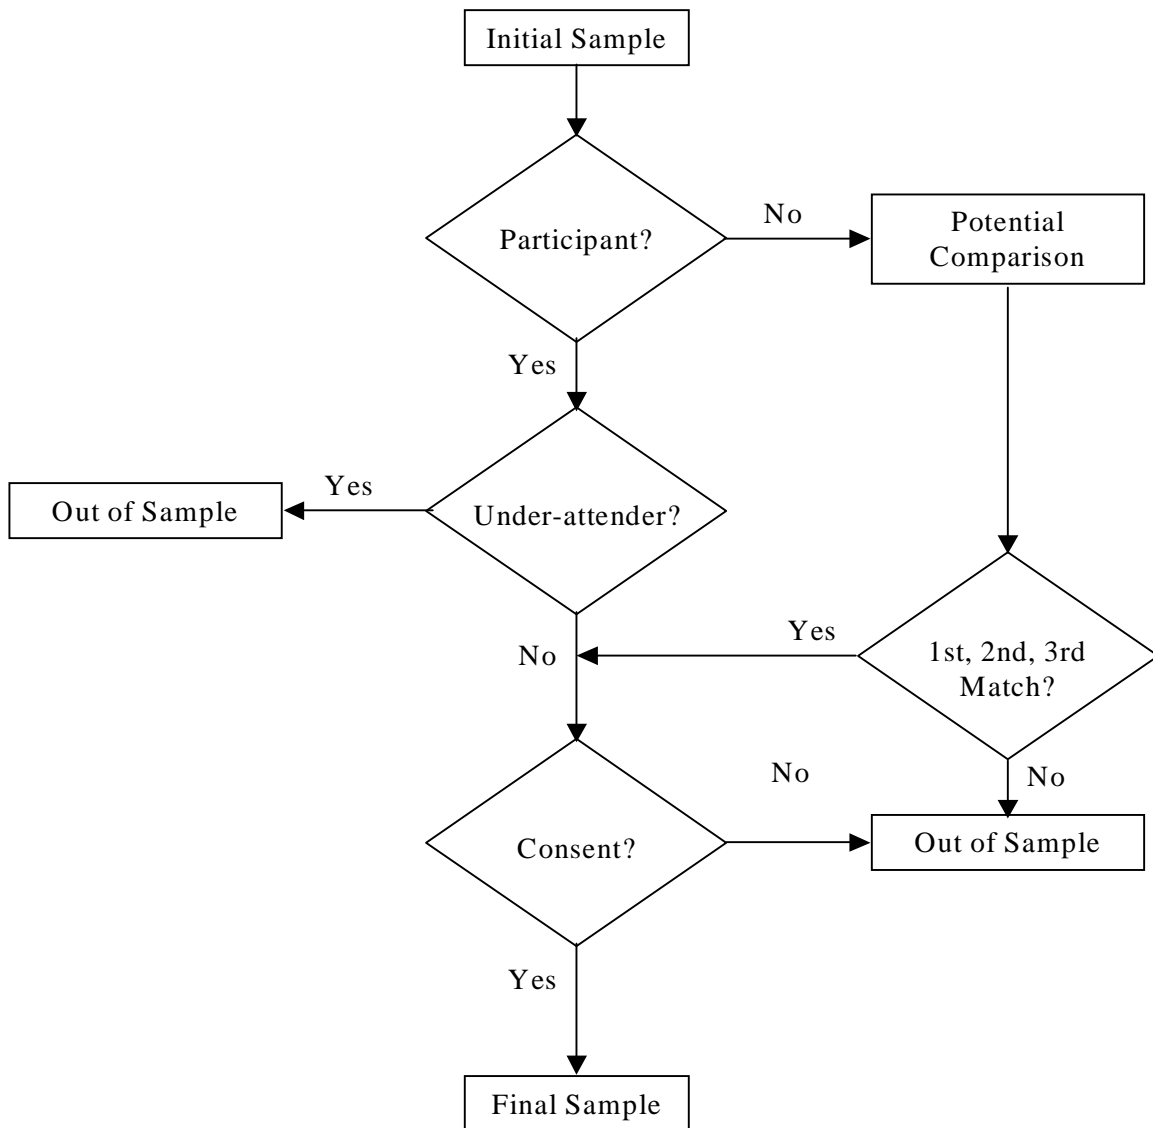 Initial Sample
Participant?
No
Potential
Comparison
Yes
Under-attender?
Yes
Out of Sample
No
Yes
1st, 2nd, 3rd
Match?
No
No
Consent?
Out of Sample
Yes
Final Sample